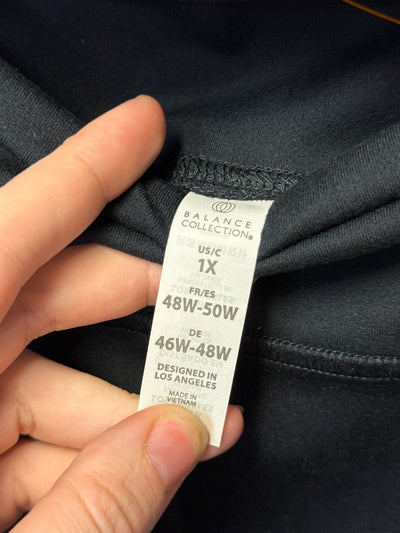 BALANCE
COLLECTION®
US/C
1X
FR/ES
48W-50W
DE
46W-48W
DESIGNED IN
LOS ANGELES
MADE IN
VIETNAM